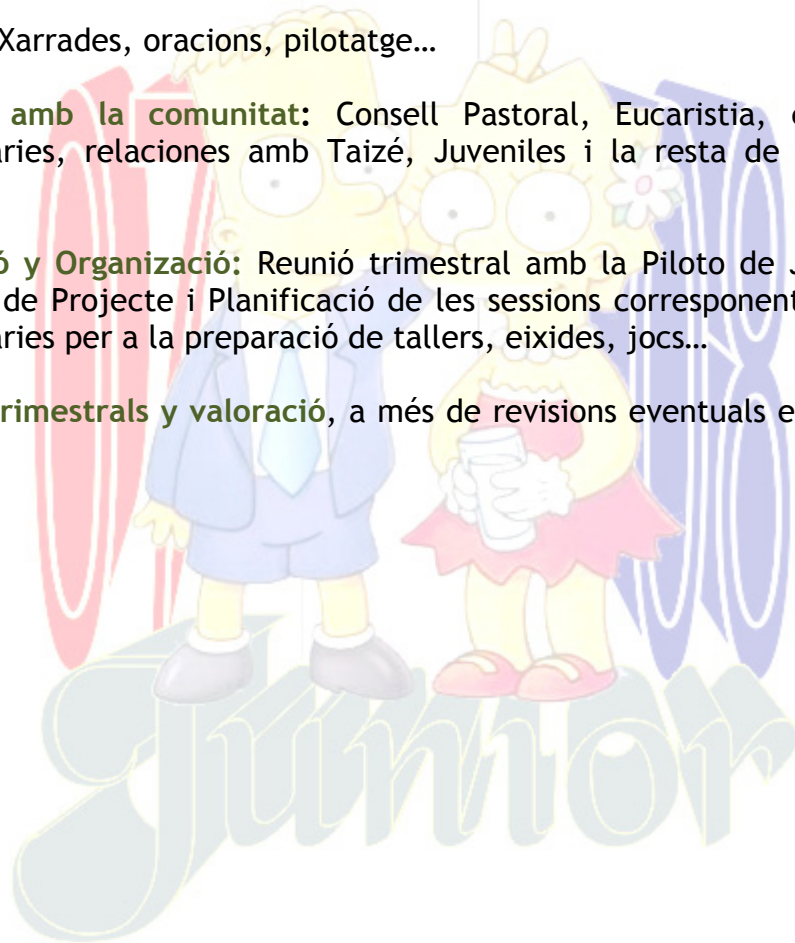 Xarrades, oracions, pilotatge…
amb la comunitat: Consell Pastoral, Eucaristia,
aries, relaciones amb Taizé, Juveniles i la resta de
ó y Organizació: Reunió trimestral amb la Piloto de J
de Projecte i Planificació de les sessions corresponent
aries per a la preparació de tallers, eixides, jocs…
rimestrals y valoració, a més de revisions eventuals e
Junior